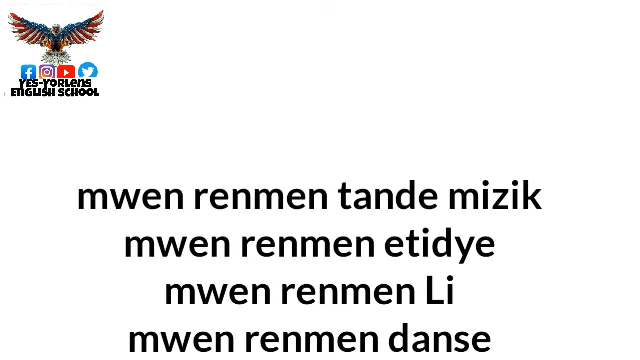 YES-YORLENS
ENGLISH SCHOOL
mwen renmen tande mizik
mwen renmen etidye
mwen renmen Li
mwen renmen danse